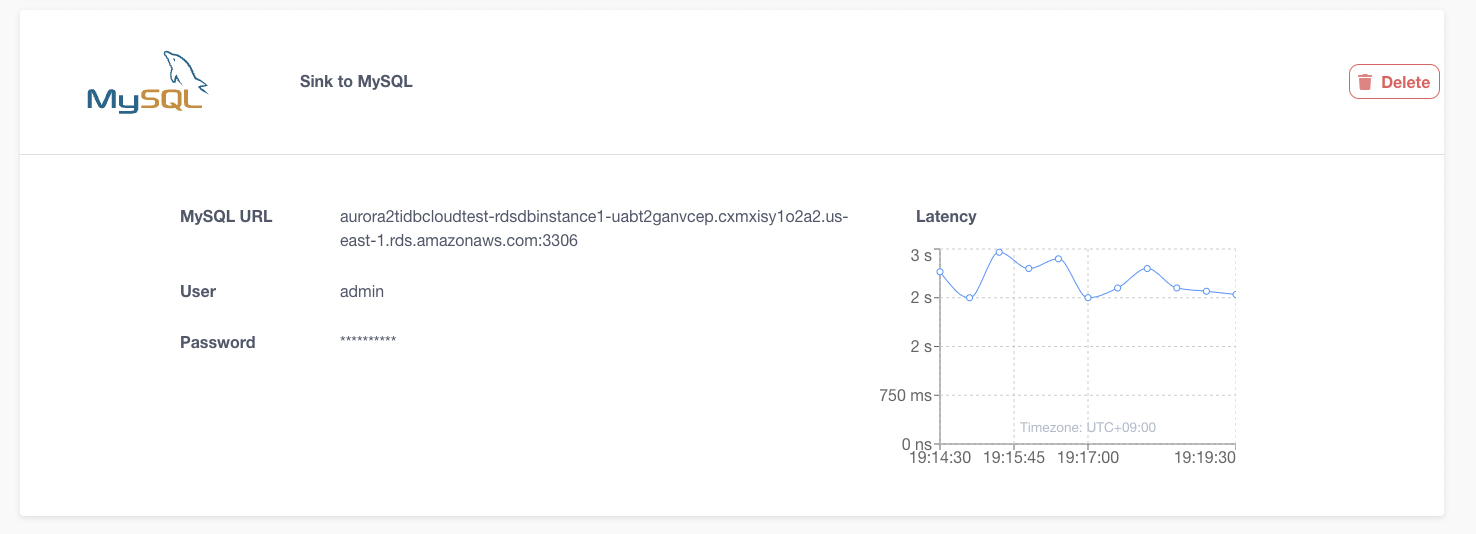 MySQL
Sink to MySQL
Delete
MySQL URL
aurora2tidbcloudtest-rdsdbinstance1-uabt2ganvcep.cxmxisy1o2a2.us-
east-1.rds.amazonaws.com:3306
User
admin
Password
**********
Latency
3 s
2 s
2 s
750 ms
0 ns
Timezone: UTC+09:00
19:14:30 19:15:45 19:17:00 19:19:30